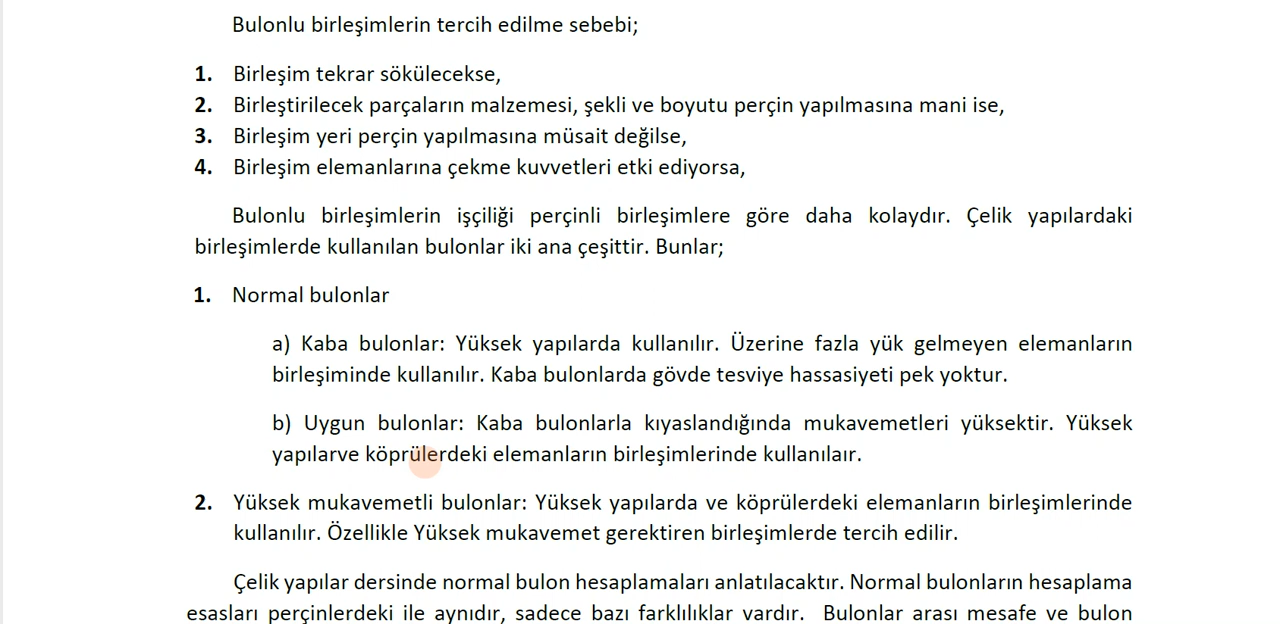 Bulonlu birleşimlerin tercih edilme sebebi;
1. Birleşim tekrar sökülecekse,
2. Birleştirilecek parçaların malzemesi, şekli ve boyutu perçin yapılmasına mani ise,
3. Birleşim yeri perçin yapılmasına müsait değilse,
4. Birleşim elemanlarına çekme kuvvetleri etki ediyorsa,
Bulonlu birleşimlerin işçiliği perçinli birleşimlere göre daha kolaydır. Çelik yapılardaki
birleşimlerde kullanılan bulonlar iki ana çeşittir. Bunlar;
1. Normal bulonlar
a) Kaba bulonlar: Yüksek yapılarda kullanılır. Üzerine fazla yük gelmeyen elemanların
birleşiminde kullanılır. Kaba bulonlarda gövde tesviye hassasiyeti pek yoktur.
b) Uygun bulonlar: Kaba bulonlarla kıyaslandığında mukavemetleri yüksektir. Yüksek
yapılarve köprülerdeki elemanların birleşimlerinde kullanılaır.
2. Yüksek mukavemetli bulonlar: Yüksek yapılarda ve köprülerdeki elemanların birleşimlerinde
kullanılır. Özellikle Yüksek mukavemet gerektiren birleşimlerde tercih edilir.
Çelik yapılar dersinde normal bulon hesaplamaları anlatılacaktır. Normal bulonların hesaplama
esasları perçinlerdeki ile aynıdır, sadece bazı farklılıklar vardır. Bulonlar arası mesafe ve bulon